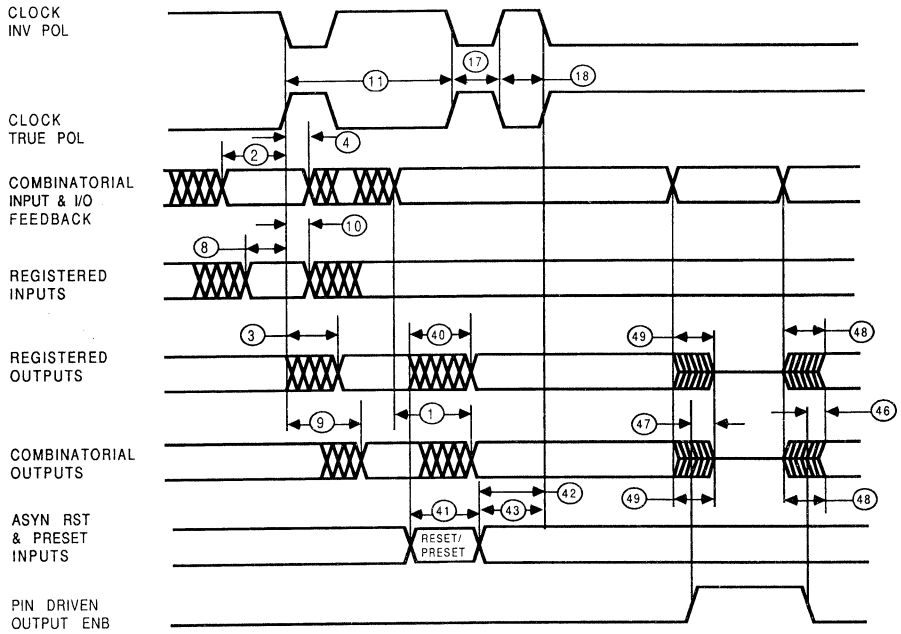 CLOCK
INV POL
17
11
18
CLOCK
TRUE POL
2
4
COMBINATORIAL
INPUT & I/O
FEEDBACK
8
10
REGISTERED
INPUTS
3
40
49
48
REGISTERED
OUTPUTS
9
1
47
46
COMBINATORIAL
OUTPUTS
49
48
42
41
43
ASYN RST
& PRESET
INPUTS
RESET/
PRESET
PIN DRIVEN
OUTPUT ENB